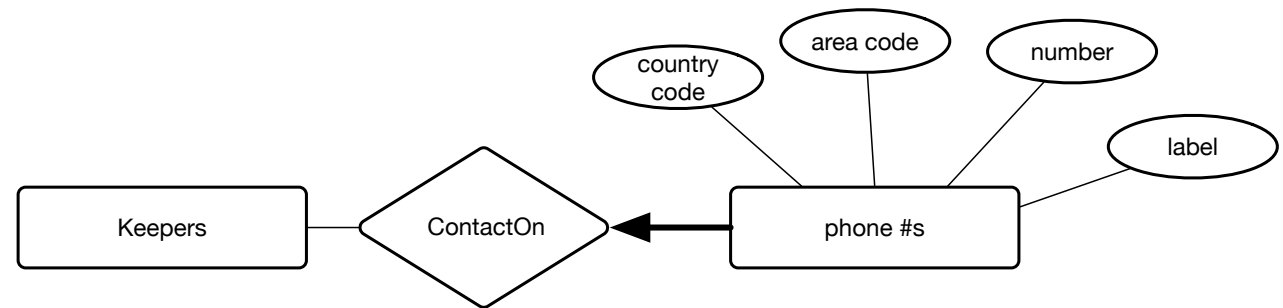 country
code
area code
number
label
Keepers
ContactOn
phone #s